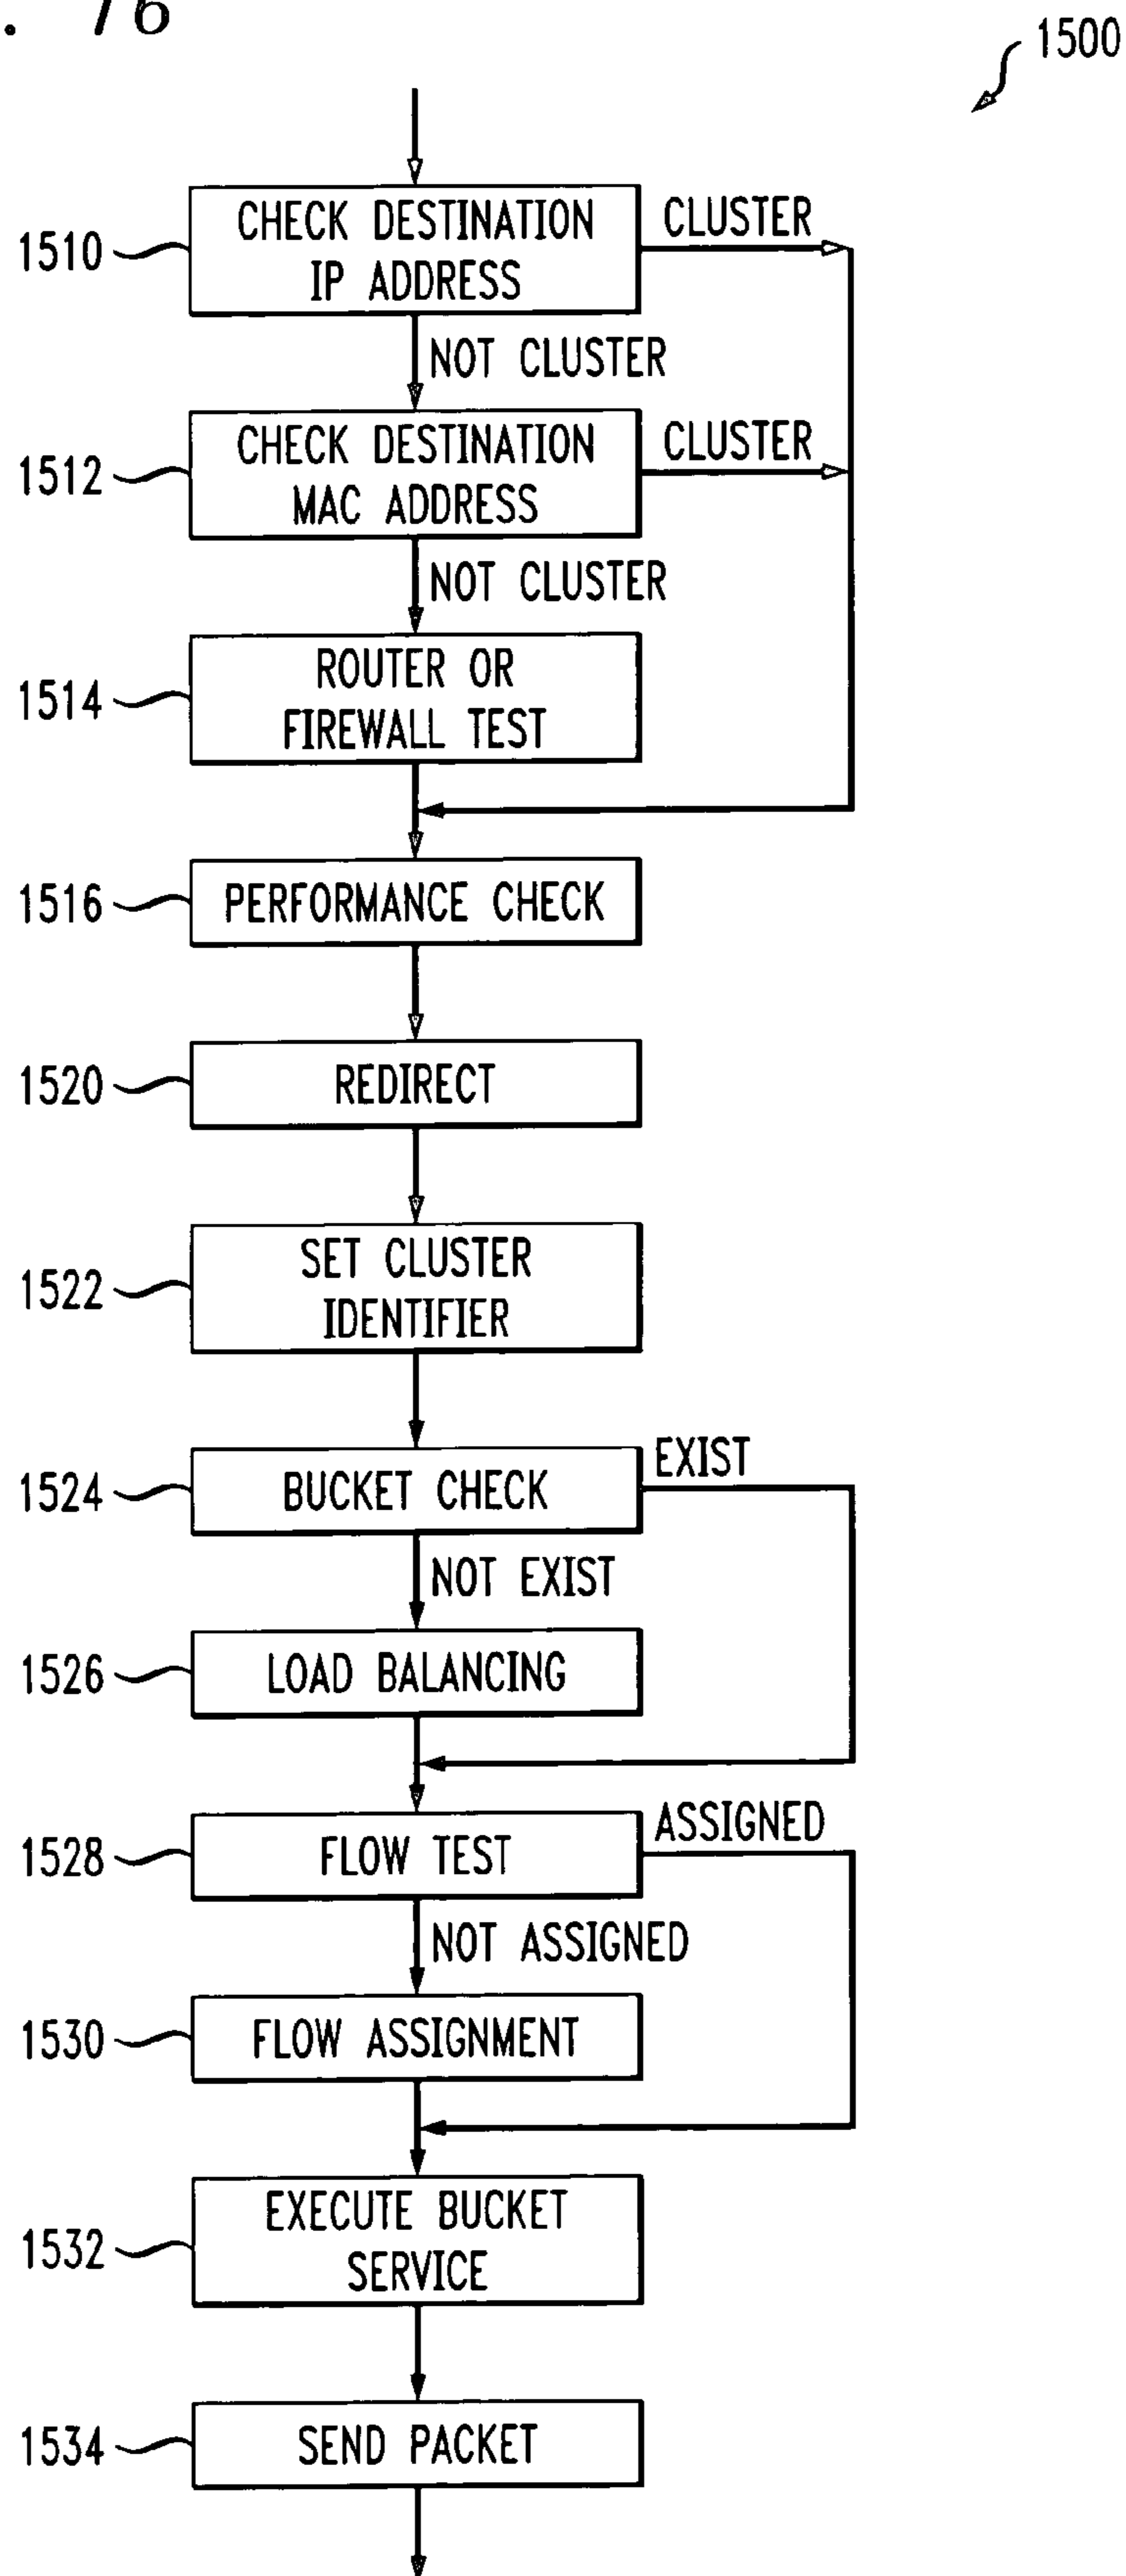 . 76
1500
CHECK DESTINATION
IP ADDRESS
1510
CLUSTER
NOT CLUSTER
CHECK DESTINATION
MAC ADDRESS
1512
CLUSTER
NOT CLUSTER
ROUTER OR
FIREWALL TEST
1514
1516
PERFORMANCE CHECK
1520
REDIRECT
SET CLUSTER
IDENTIFIER
1522
1524
BUCKET CHECK
EXIST
NOT EXIST
1526
LOAD BALANCING
1528
FLOW TEST
ASSIGNED
NOT ASSIGNED
1530
FLOW ASSIGNMENT
EXECUTE BUCKET
SERVICE
1532
1534
SEND PACKET